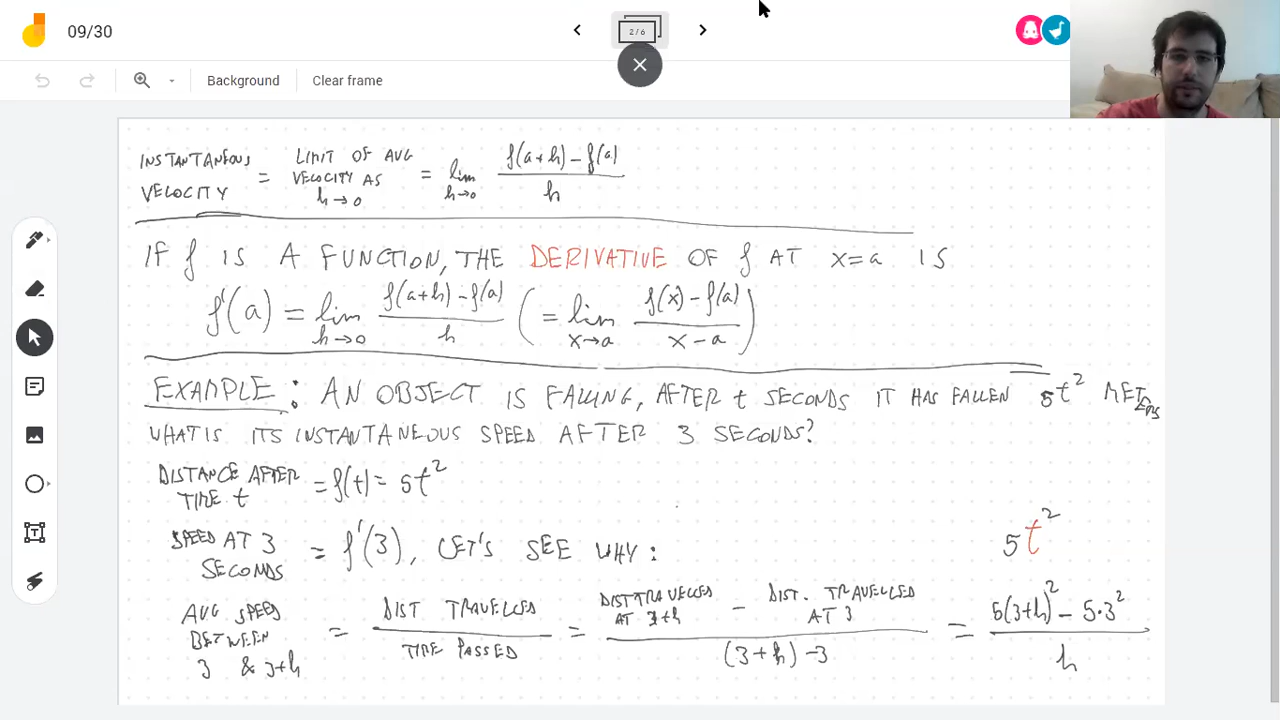 09/30
2/6
Background
Clear frame
INSTANTANEOUS VELOCITY = LIMIT OF AVG VELOCITY AS h→0 = lim h→0 f(a+h)-f(a) / h
IF f IS A FUNCTION, THE DERIVATIVE OF f AT x=a IS
f'(a) = lim h→0 f(a+h)-f(a) / h (= lim x→a f(x)-f(a) / x-a)
EXAMPLE: AN OBJECT IS FALLING, AFTER t SECONDS IT HAS FALLEN 5t² METERS
WHAT IS ITS INSTANTANEOUS SPEED AFTER 3 SECONDS?
DISTANCE AFTER TIME t = f(t) = 5t²
SPEED AT 3 SECONDS = f'(3), LET'S SEE WHY:
5t²
AVG SPEED BETWEEN 3 & 3+h = DIST TRAVELLED / TIME PASSED = DIST TRAVELLED AT 3+h - DIST. TRAVELLED AT 3 / (3+h)-3 = 5(3+h)² - 5·3² / h